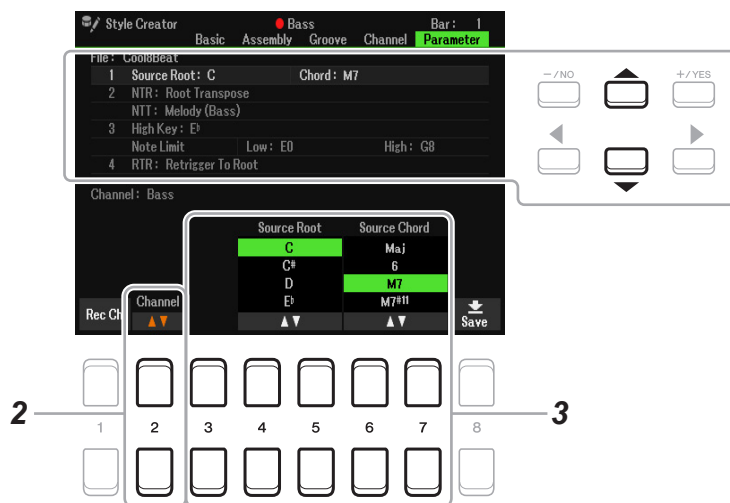 Style Creator Bass Bar: 1
Basic Assembly Groove Channel Parameter
File: Cool8Beat
1 Source Root: C Chord: M7
2 NTR: Root Transpose
NTT: Melody (Bass)
3 High Key: E♭
Note Limit Low: E0 High: G8
4 RTR: Retrigger To Root
−/NO +/YES
Channel: Bass
Source Root Source Chord
C Maj
C# 6
D M7
E♭ M7#11
Rec Ch Channel Save
2 3
1 2 3 4 5 6 7 8